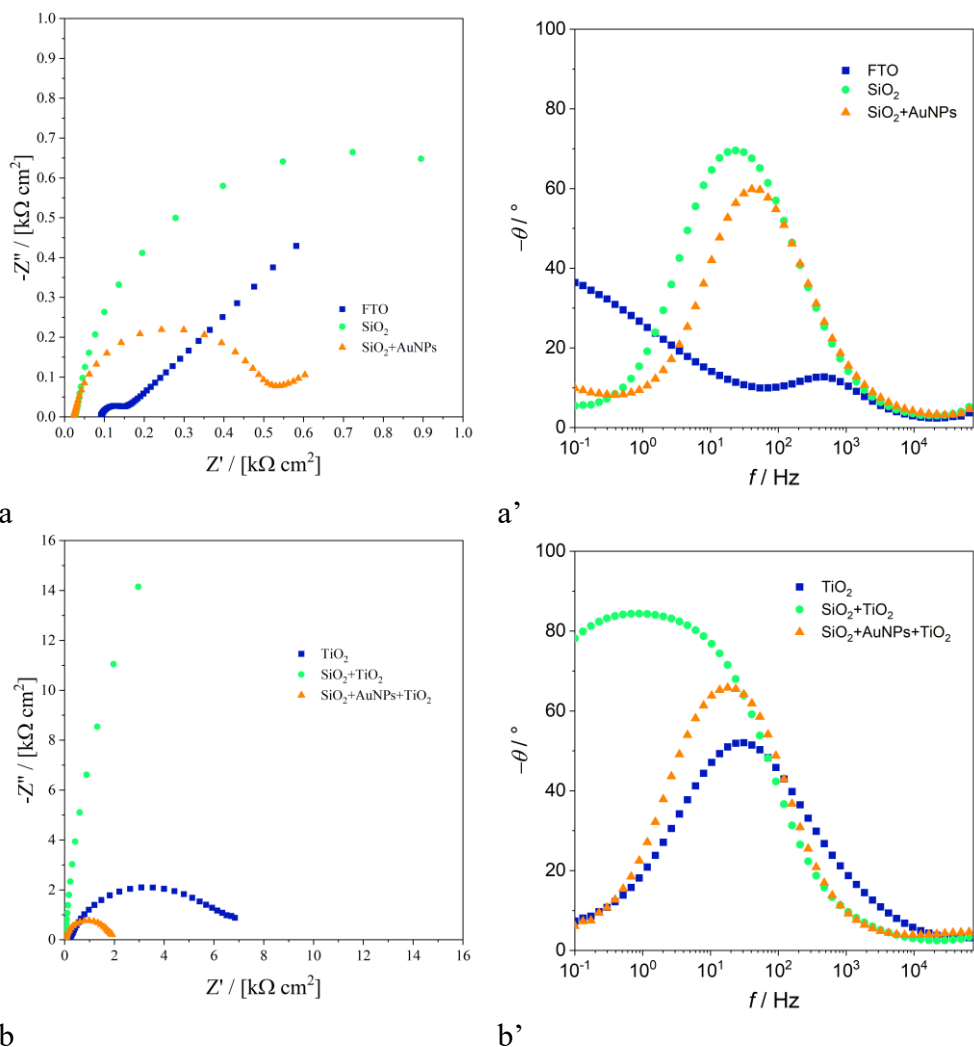 1.0
0.9
0.8
0.7
0.6
0.5
0.4
0.3
0.2
0.1
0.0
-Z'' / [kΩ cm²]
FTO
SiO₂
SiO₂+AuNPs
0.0 0.1 0.2 0.3 0.4 0.5 0.6 0.7 0.8 0.9 1.0
Z' / [kΩ cm²]
a
100
80
60
40
20
0
−θ / °
FTO
SiO₂
SiO₂+AuNPs
10⁻¹ 10⁰ 10¹ 10² 10³ 10⁴
f / Hz
a’
16
14
12
10
8
6
4
2
0
-Z'' / [kΩ cm²]
TiO₂
SiO₂+TiO₂
SiO₂+AuNPs+TiO₂
0 2 4 6 8 10 12 14 16
Z' / [kΩ cm²]
b
100
80
60
40
20
0
−θ / °
TiO₂
SiO₂+TiO₂
SiO₂+AuNPs+TiO₂
10⁻¹ 10⁰ 10¹ 10² 10³ 10⁴
f / Hz
b’